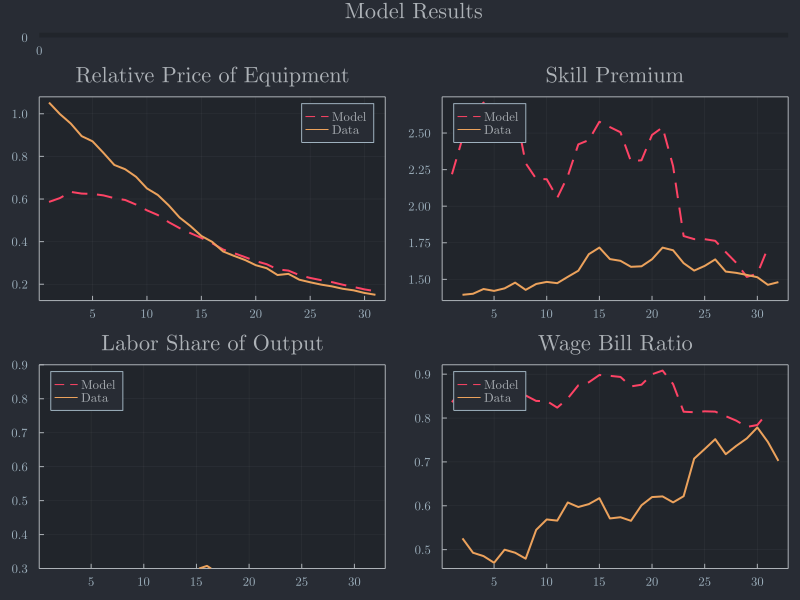 Model Results
0
0
Relative Price of Equipment
Skill Premium
1.0
0.8
0.6
0.4
0.2
Model
Data
5 10 15 20 25 30
2.50
2.25
2.00
1.75
1.50
Model
Data
5 10 15 20 25 30
Labor Share of Output
Wage Bill Ratio
0.9
0.8
0.7
0.6
0.5
0.4
0.3
Model
Data
5 10 15 20 25 30
0.9
0.8
0.7
0.6
0.5
Model
Data
5 10 15 20 25 30